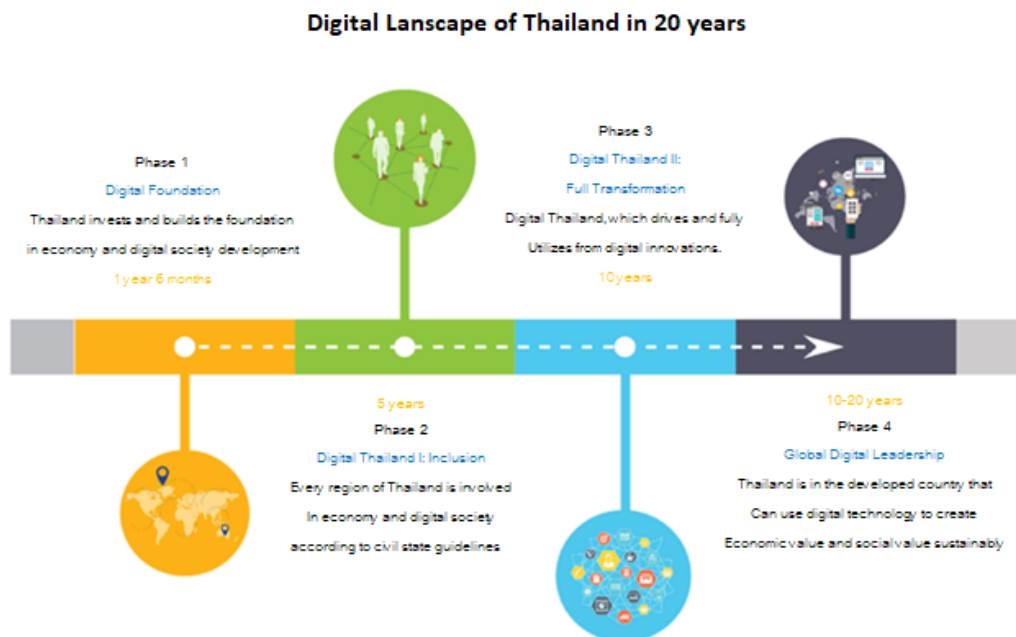 Digital Lanscape of Thailand in 20 years
Phase 1
Digital Foundation
Thailand invests and builds the foundation
in economy and digital society development
1 year 6 months
5 years
Phase 2
Digital Thailand I: Inclusion
Every region of Thailand is involved
In economy and digital society
according to civil state guidelines
Phase 3
Digital Thailand II:
Full Transformation
Digital Thailand, which drives and fully
Utilizes from digital innovations.
10 years
10-20 years
Phase 4
Global Digital Leadership
Thailand is in the developed country that
Can use digital technology to create
Economic value and social value sustainably